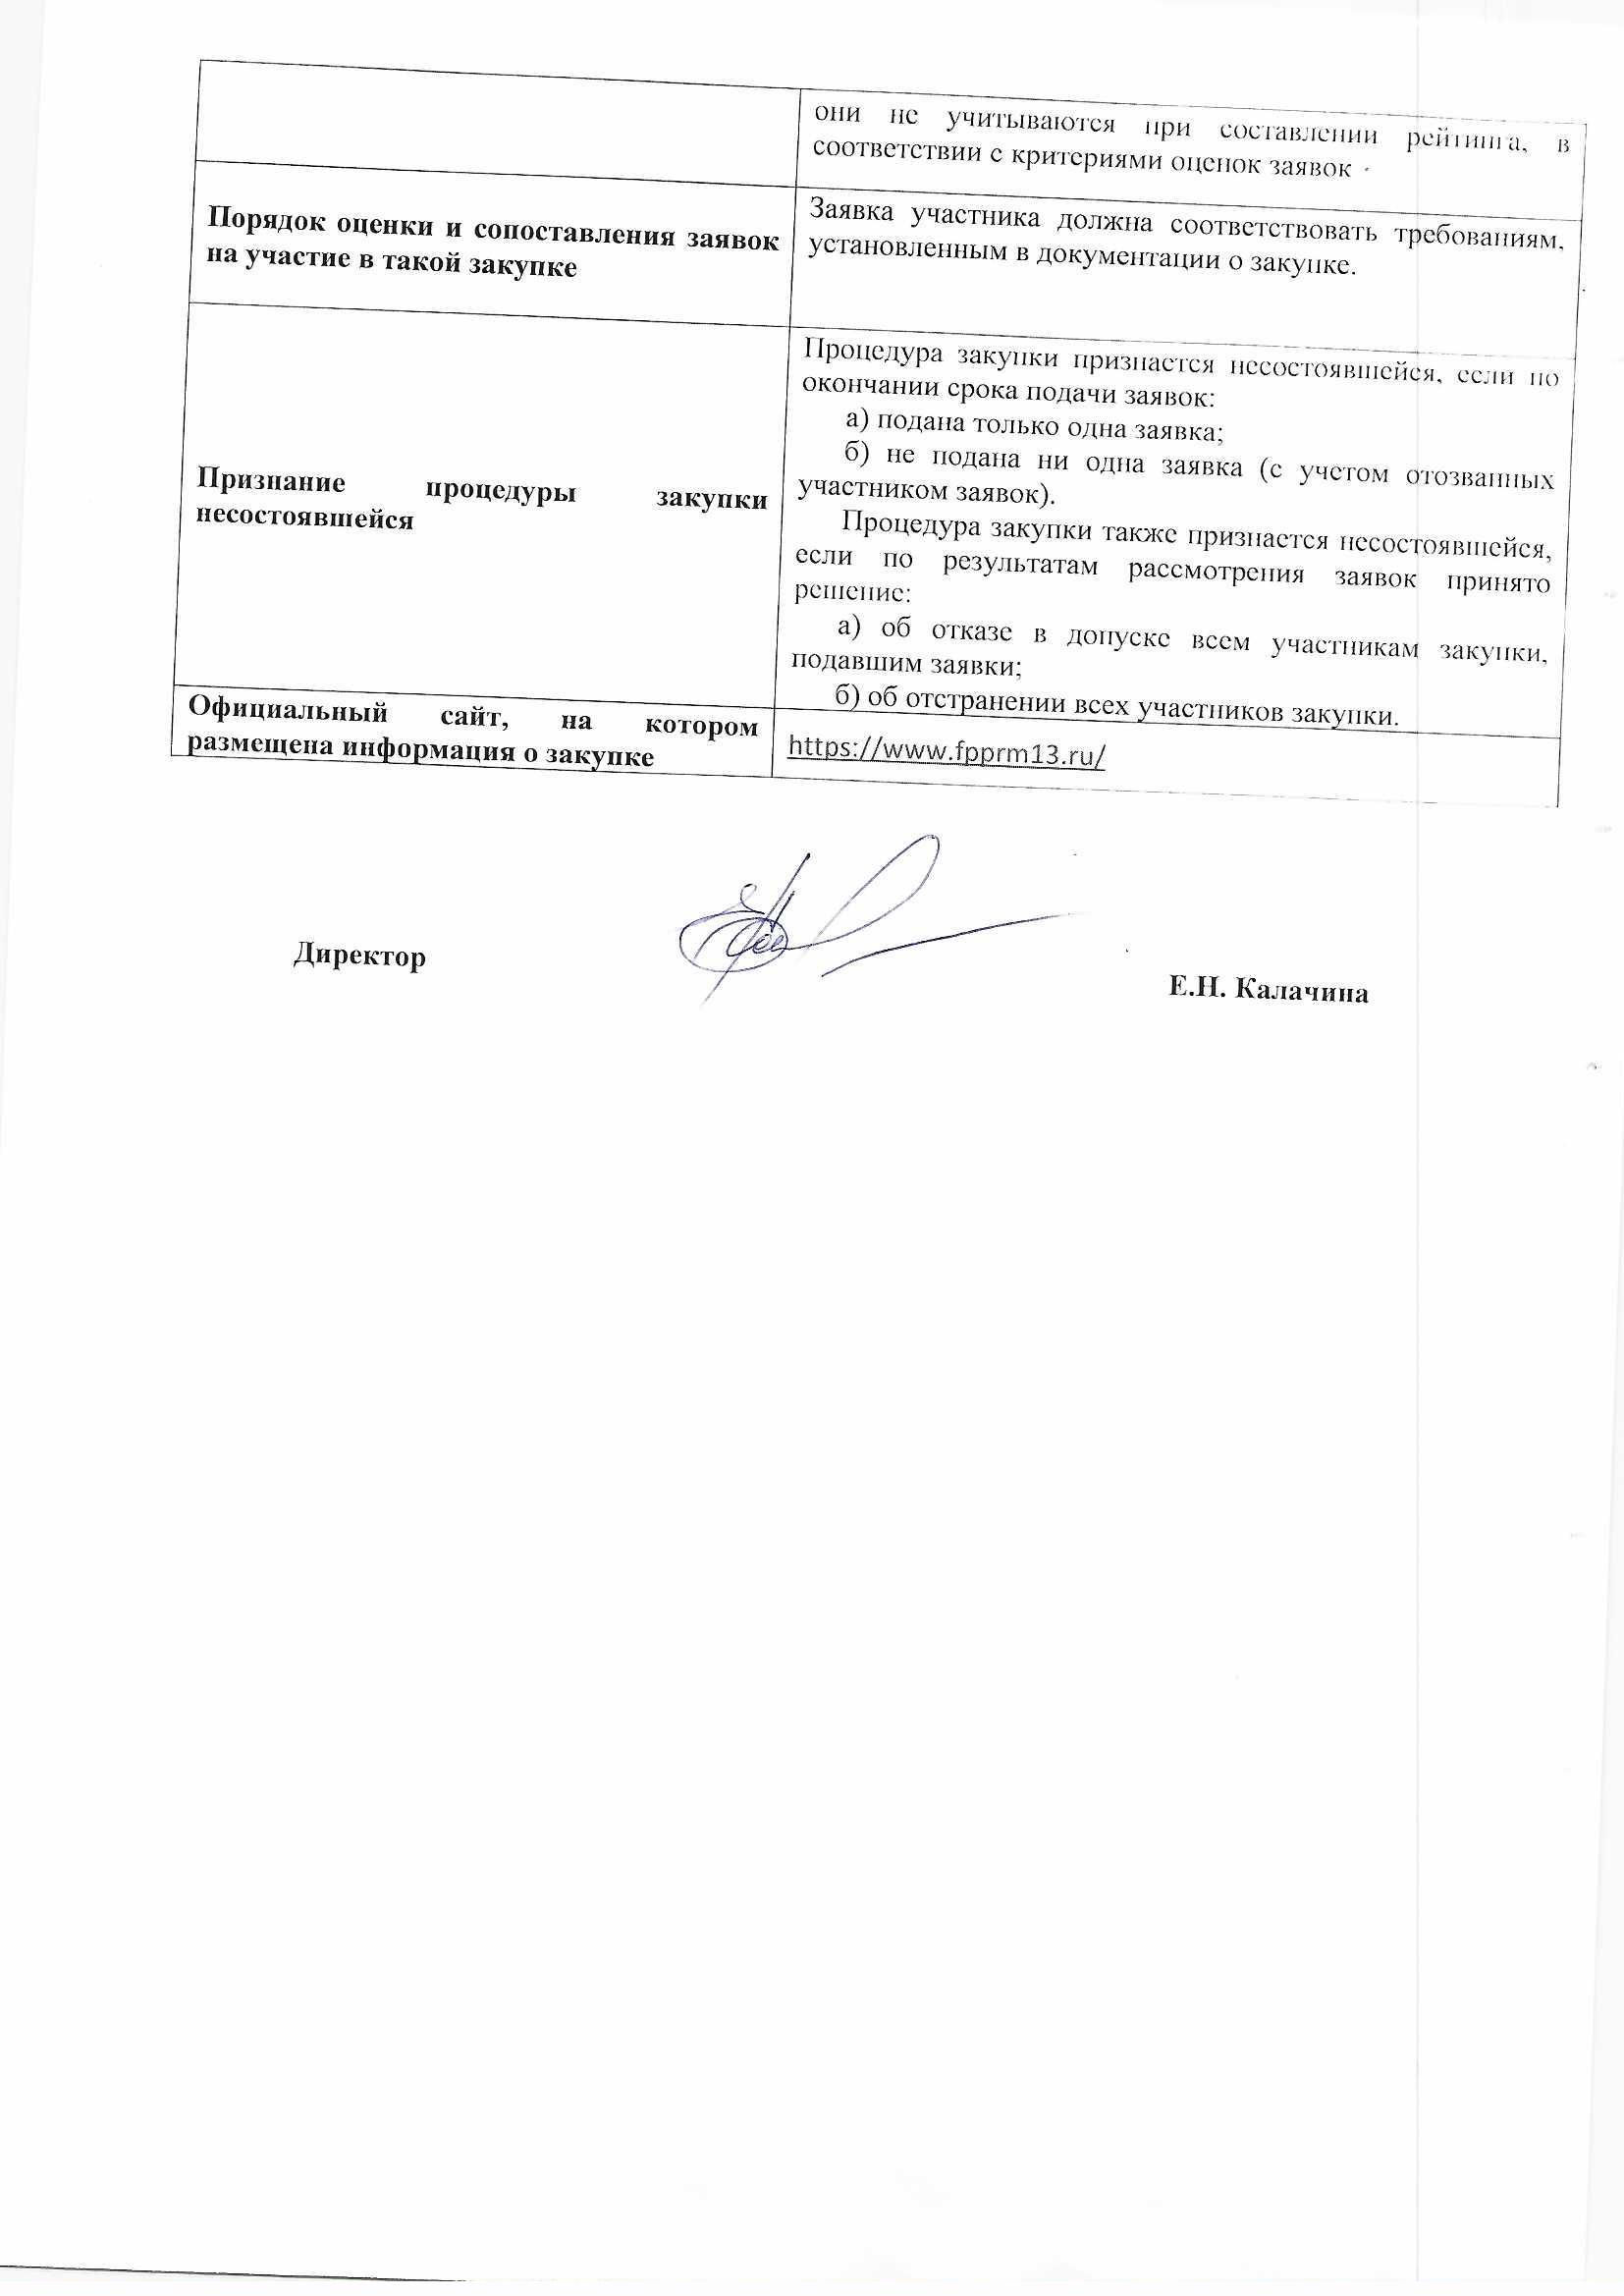 они не учитываются при составлении рейтинга, в
соответствии с критериями оценок заявок
Порядок оценки и сопоставления заявок
на участие в такой закупке
Заявка участника должна соответствовать требованиям,
установленным в документации о закупке.
Признание процедуры закупки
несостоявшейся
Процедура закупки признается несостоявшейся, если по
окончании срока подачи заявок:
а) подана только одна заявка;
б) не подана ни одна заявка (с учетом отозванных
участником заявок).
Процедура закупки также признается несостоявшейся,
если по результатам рассмотрения заявок принято
решение:
а) об отказе в допуске всем участникам закупки,
подавшим заявки;
б) об отстранении всех участников закупки.
Официальный сайт, на котором
размещена информация о закупке
https://www.fpprm13.ru/
Директор
Е.Н. Калачина